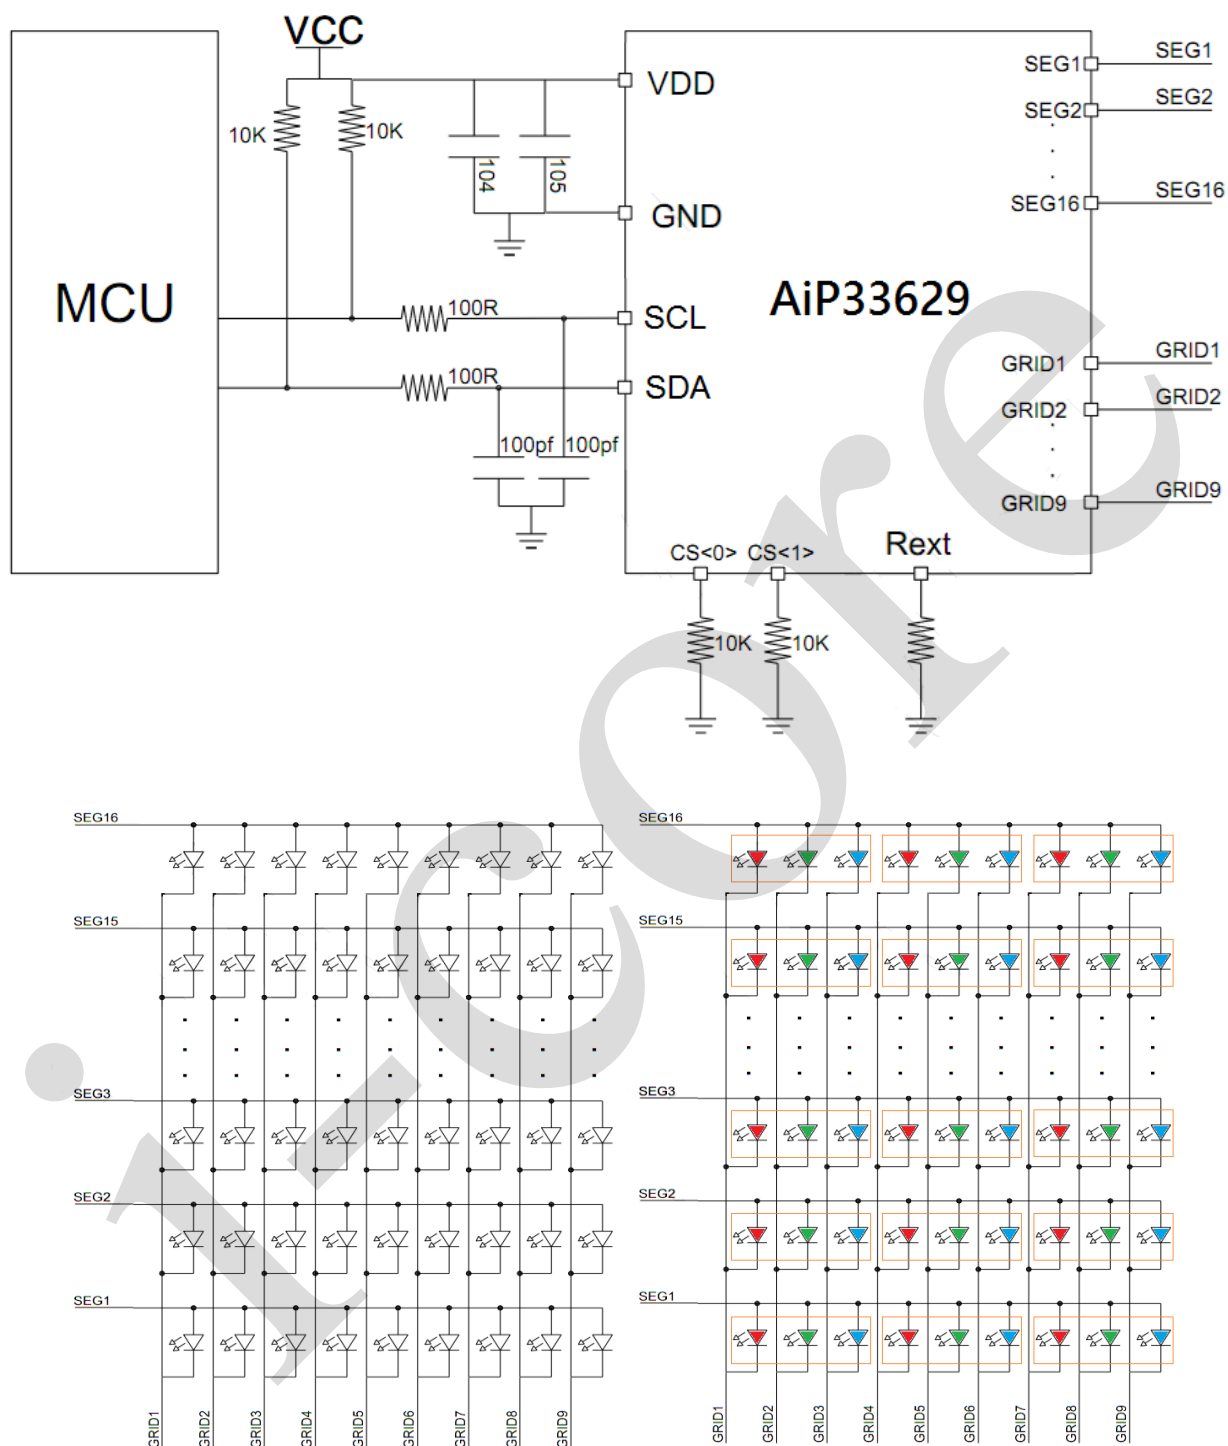 VCC
VDD
SEG1
SEG1
10K
10K
SEG2
SEG2
104
105
SEG16
SEG16
GND
MCU
AiP33629
100R
SCL
GRID1
GRID1
100R
SDA
GRID2
GRID2
100pf
100pf
GRID9
GRID9
CS<0>
CS<1>
Rext
10K
10K
i-core
SEG16
SEG15
SEG3
SEG2
SEG1
GRID1
GRID2
GRID3
GRID4
GRID5
GRID6
GRID7
GRID8
GRID9
SEG16
SEG15
SEG3
SEG2
SEG1
GRID1
GRID2
GRID3
GRID4
GRID5
GRID6
GRID7
GRID8
GRID9